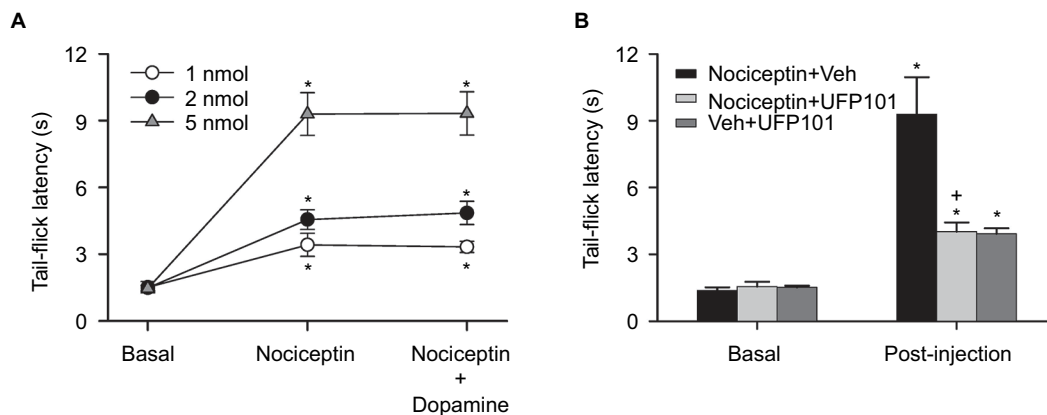 A
Tail-flick latency (s)
12
9
6
3
0
1 nmol
2 nmol
5 nmol
*
*
*
*
*
*
Basal
Nociceptin
Nociceptin
+
Dopamine
B
Tail-flick latency (s)
12
9
6
3
0
Nociceptin+Veh
Nociceptin+UFP101
Veh+UFP101
*
+
*
*
Basal
Post-injection